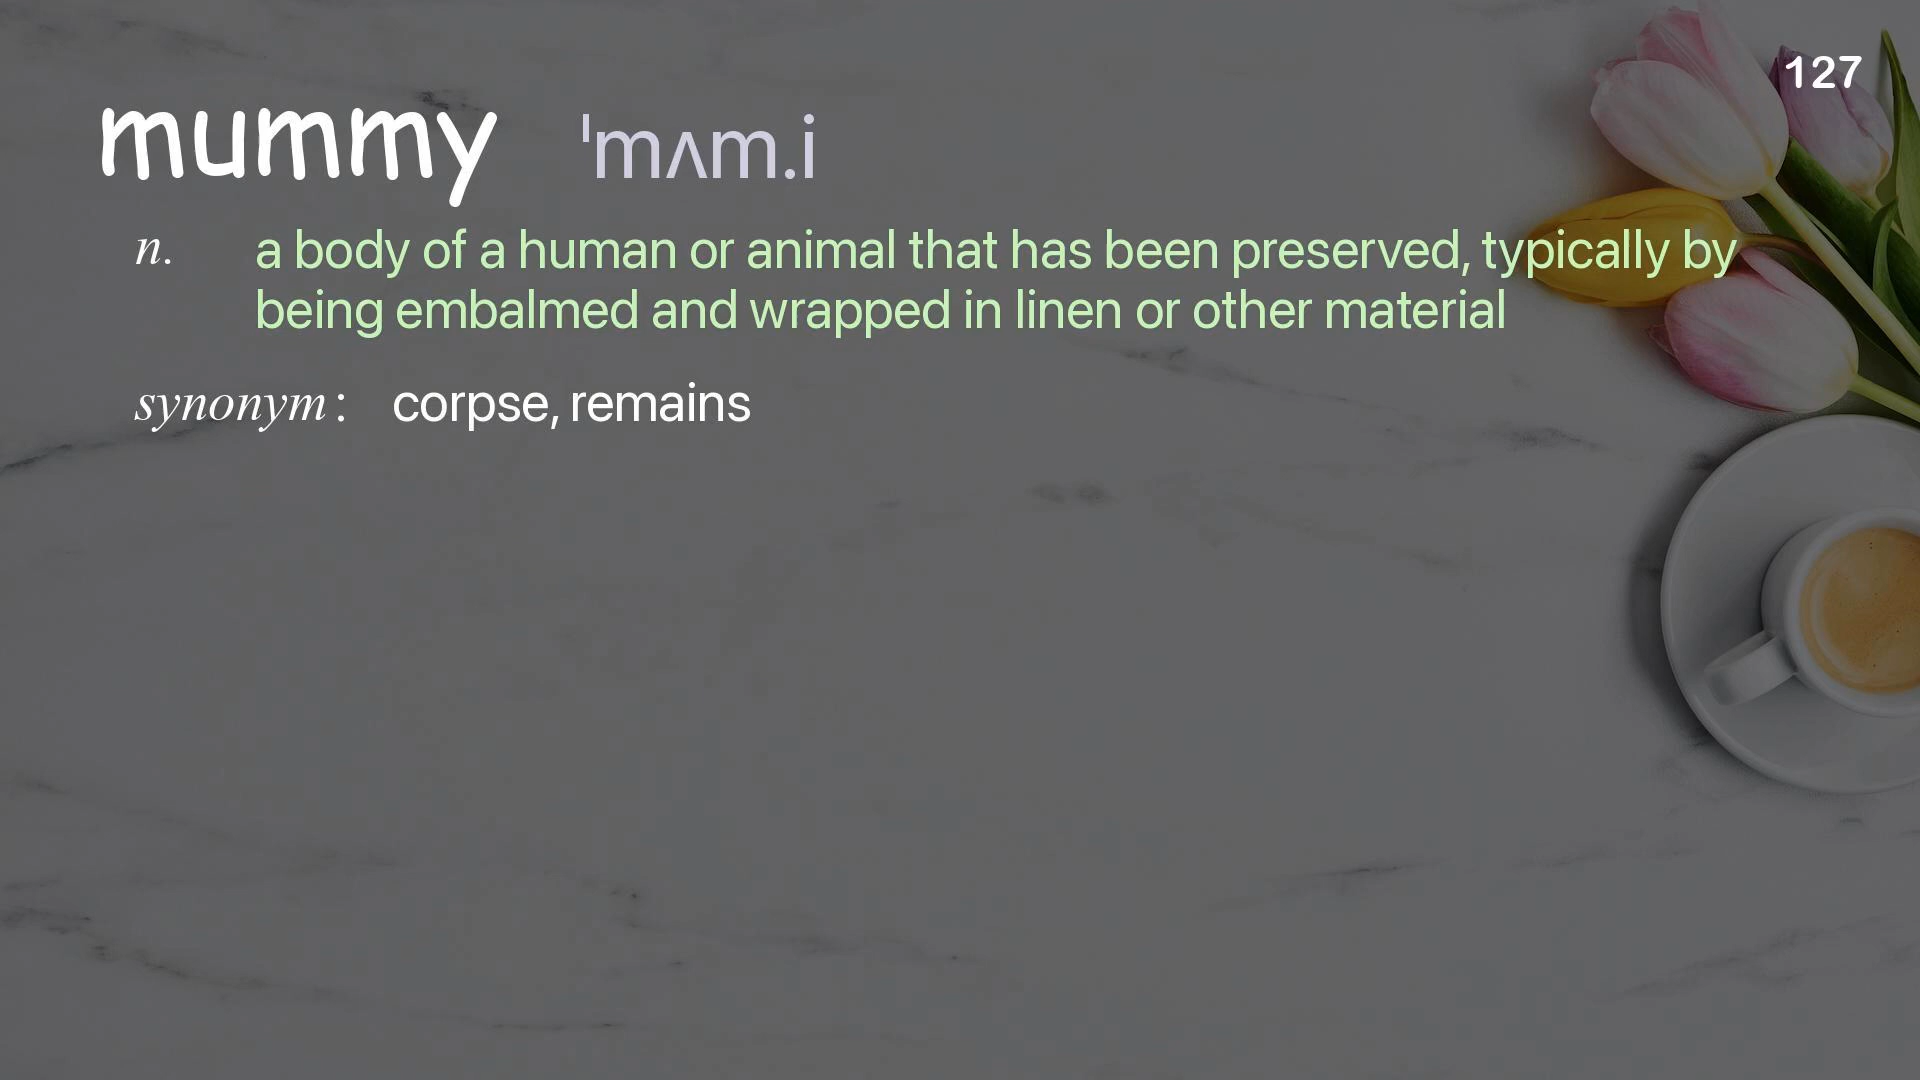 127
mummy ˈmʌm.i
n. a body of a human or animal that has been preserved, typically by
being embalmed and wrapped in linen or other material
synonym : corpse, remains